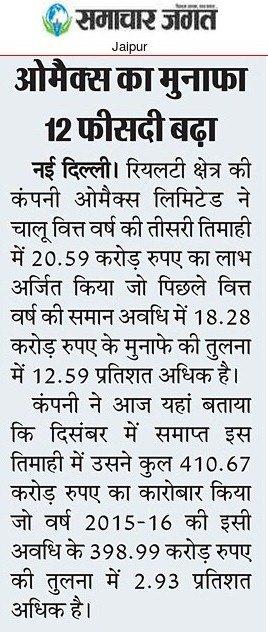 समाचार जगत
Jaipur
ओमैक्स का मुनाफा
12 फीसदी बढ़ा
नई दिल्ली। रियलटी क्षेत्र की
कंपनी ओमैक्स लिमिटेड ने
चालू वित्त वर्ष की तीसरी तिमाही
में 20.59 करोड़ रुपए का लाभ
अर्जित किया जो पिछले वित्त
वर्ष की समान अवधि में 18.28
करोड़ रुपए के मुनाफे की तुलना
में 12.59 प्रतिशत अधिक है।
कंपनी ने आज यहां बताया
कि दिसंबर में समाप्त इस
तिमाही में उसने कुल 410.67
करोड़ रुपए का कारोबार किया
जो वर्ष 2015-16 की इसी
अवधि के 398.99 करोड़ रुपए
की तुलना में 2.93 प्रतिशत
अधिक है।